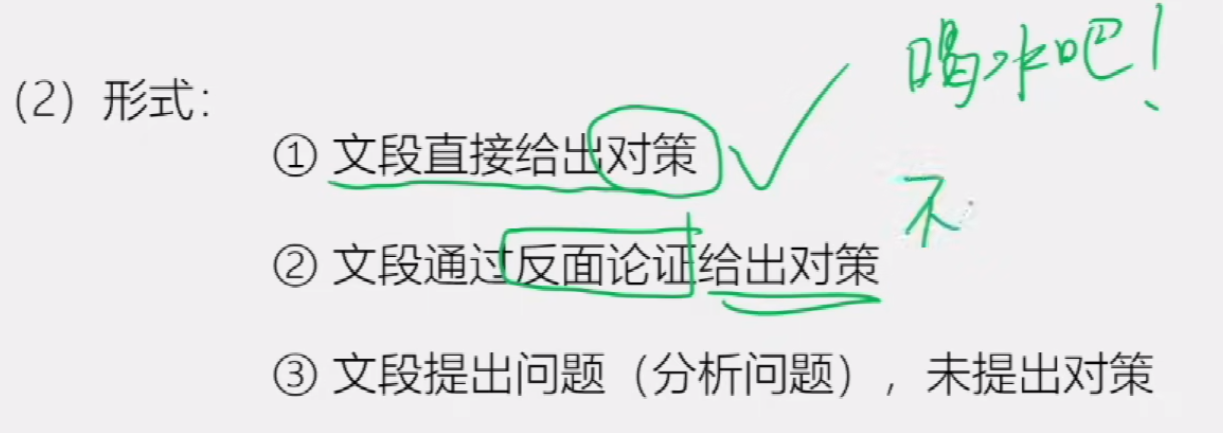 喝水吧！
(2) 形式：
① 文段直接给出对策
不
② 文段通过反面论证给出对策
③ 文段提出问题（分析问题），未提出对策